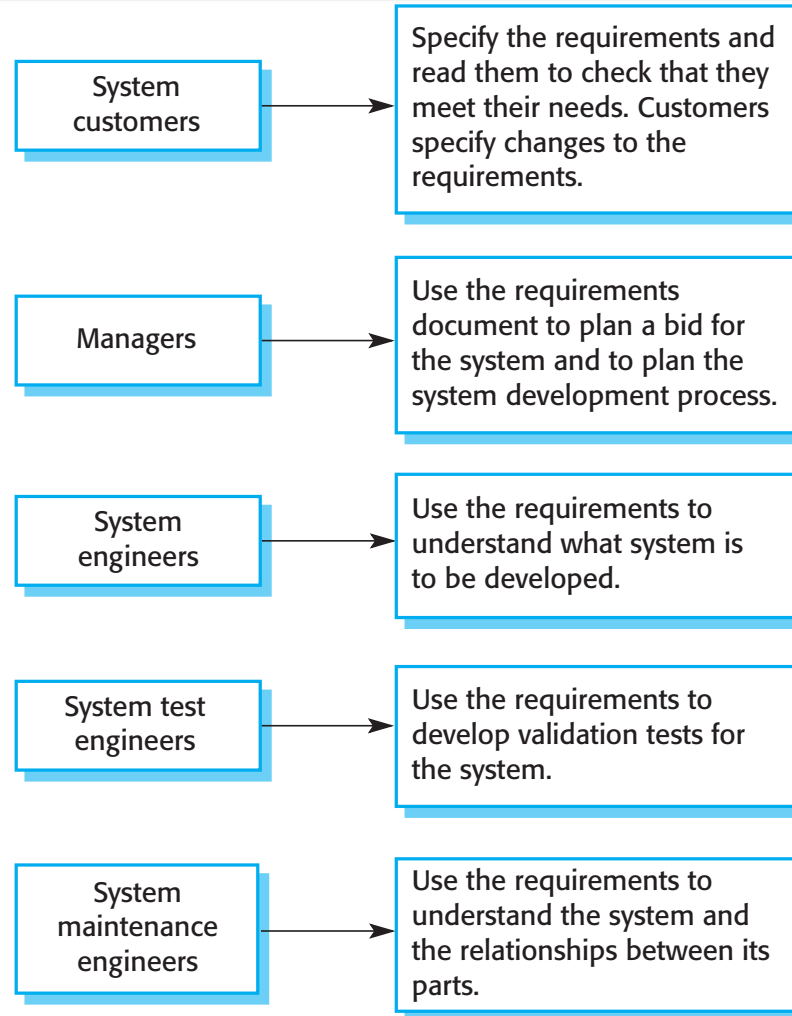 System
customers
Specify the requirements and
read them to check that they
meet their needs. Customers
specify changes to the
requirements.
Managers
Use the requirements
document to plan a bid for
the system and to plan the
system development process.
System
engineers
Use the requirements to
understand what system is
to be developed.
System test
engineers
Use the requirements to
develop validation tests for
the system.
System
maintenance
engineers
Use the requirements to
understand the system and
the relationships between its
parts.